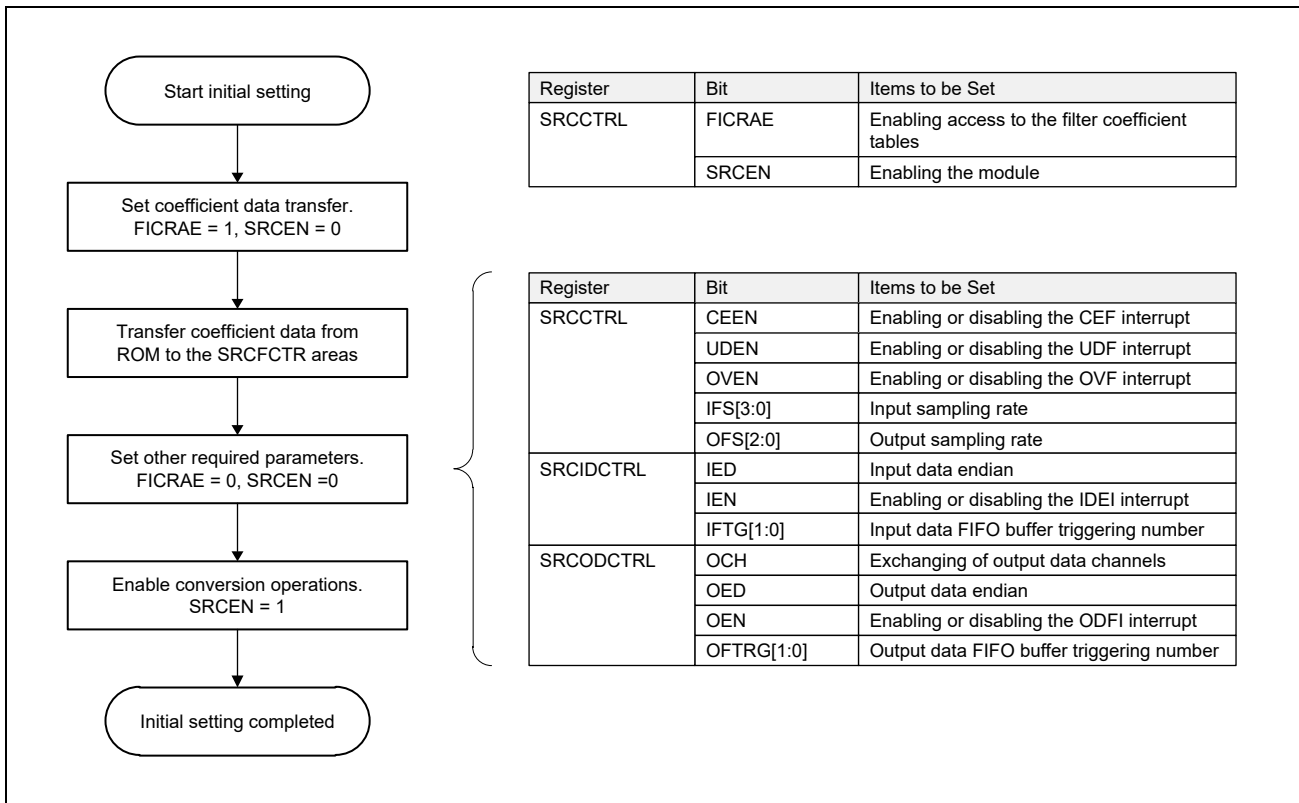 Start initial setting
Set coefficient data transfer.
FICRAE = 1, SRCEN = 0
Transfer coefficient data from
ROM to the SRCFCTR areas
Set other required parameters.
FICRAE = 0, SRCEN =0
Enable conversion operations.
SRCEN = 1
Initial setting completed
Register Bit Items to be Set
SRCCTRL FICRAE Enabling access to the filter coefficient
tables
SRCEN Enabling the module
Register Bit Items to be Set
SRCCTRL CEEN Enabling or disabling the CEF interrupt
UDEN Enabling or disabling the UDF interrupt
OVEN Enabling or disabling the OVF interrupt
IFS[3:0] Input sampling rate
OFS[2:0] Output sampling rate
SRCIDCTRL IED Input data endian
IEN Enabling or disabling the IDEI interrupt
IFTG[1:0] Input data FIFO buffer triggering number
SRCODCTRL OCH Exchanging of output data channels
OED Output data endian
OEN Enabling or disabling the ODFI interrupt
OFTRG[1:0] Output data FIFO buffer triggering number